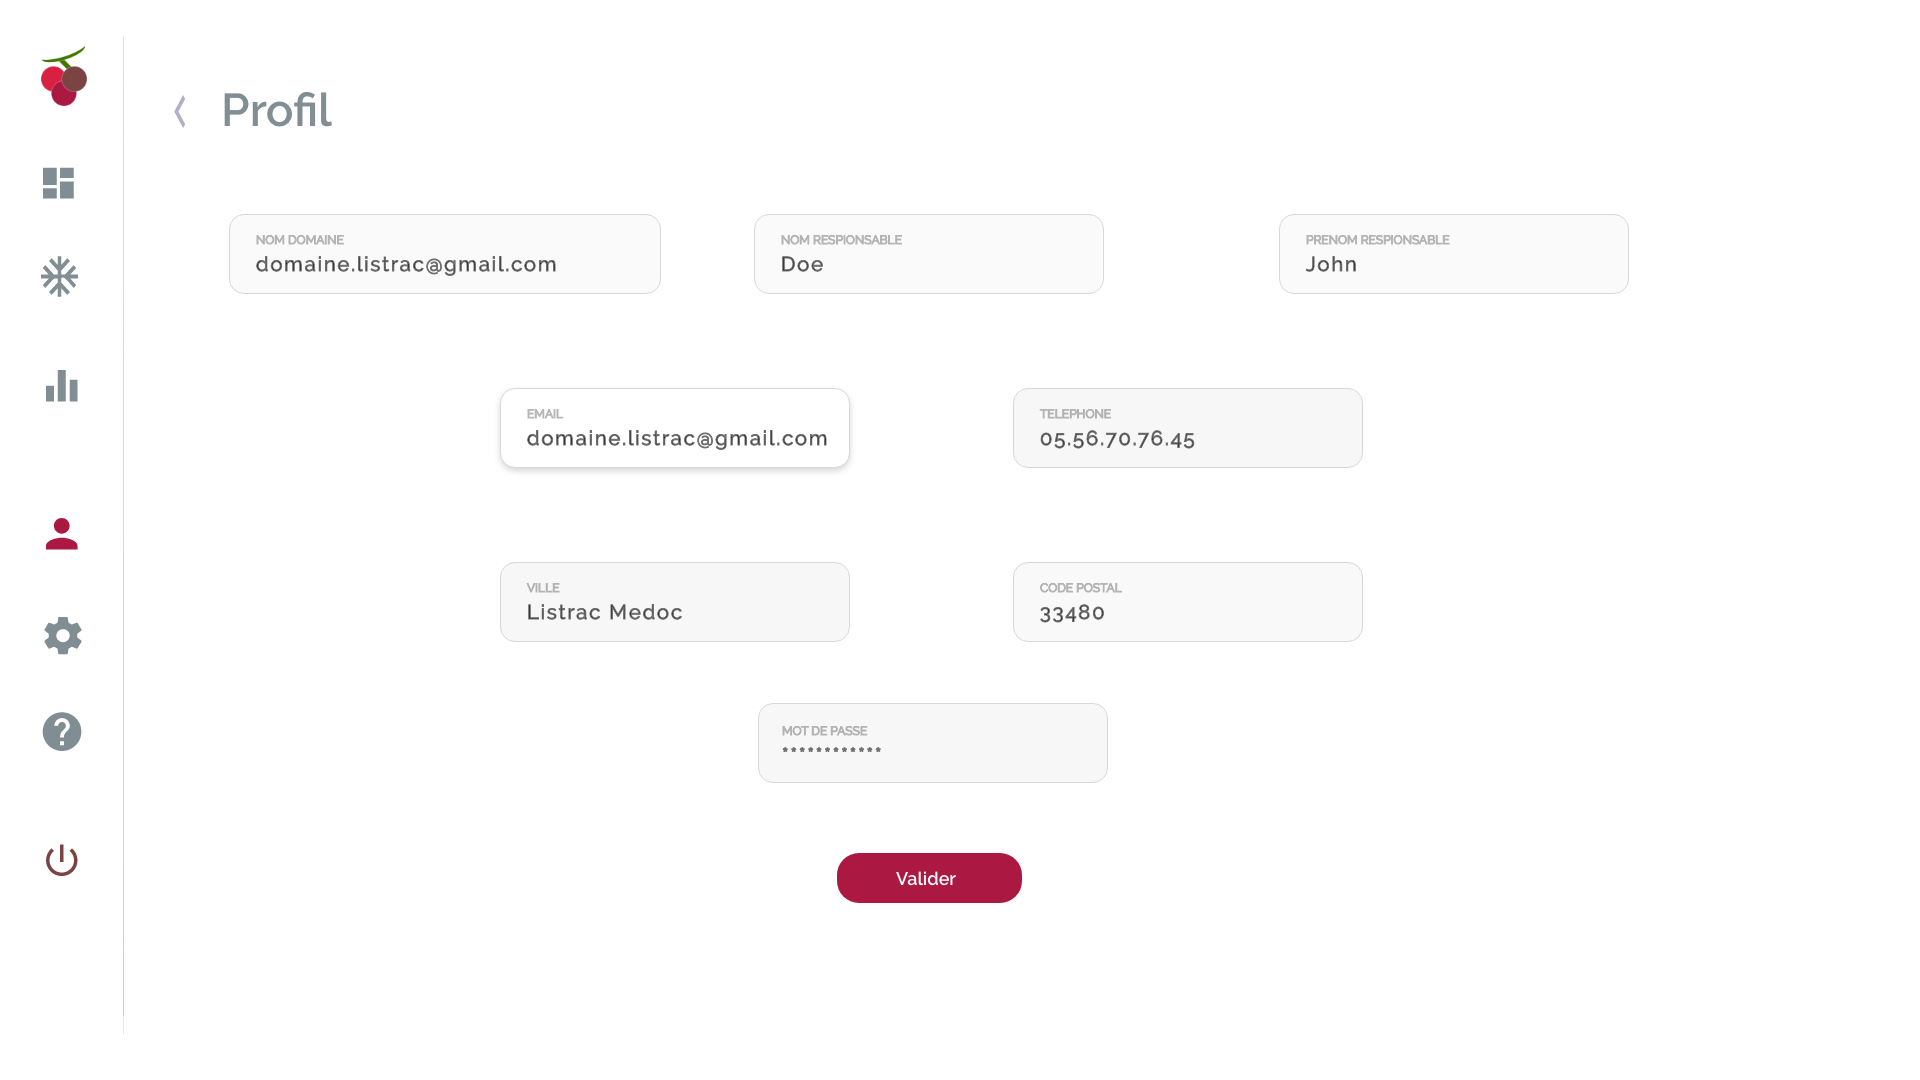 Profil
NOM DOMAINE
domaine.listrac@gmail.com
NOM RESPIONSABLE
Doe
PRENOM RESPIONSABLE
John
EMAIL
domaine.listrac@gmail.com
TELEPHONE
05.56.70.76.45
VILLE
Listrac Medoc
CODE POSTAL
33480
MOT DE PASSE
************
Valider